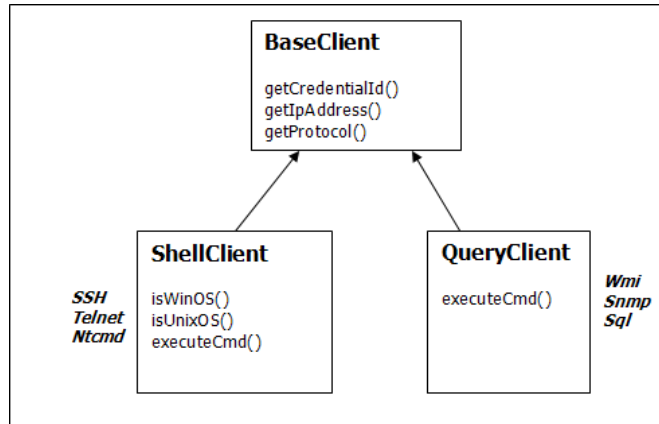 BaseClient
getCredentialId()
getIpAddress()
getProtocol()
ShellClient
isWinOS()
isUnixOS()
executeCmd()
SSH
Telnet
Ntcmd
QueryClient
executeCmd()
Wmi
Snmp
Sql